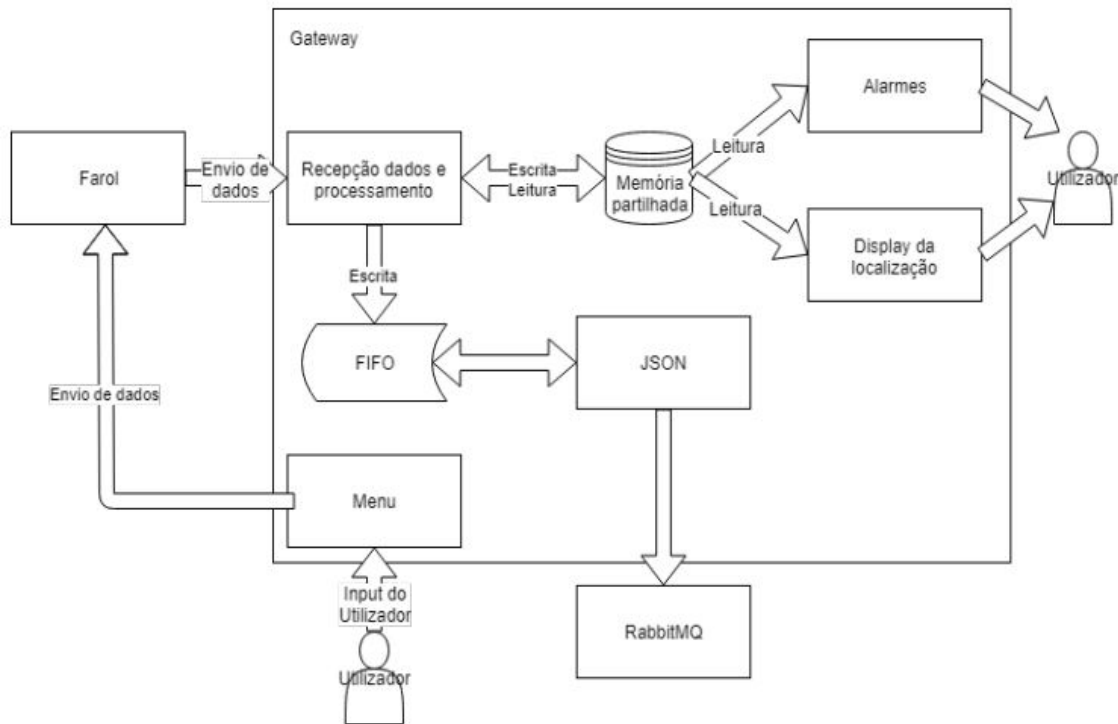 Gateway
Alarmes
Farol
Envio de
dados
Recepção dados e
processamento
Escrita
Leitura
Memória
partilhada
Leitura
Leitura
Utilizador
Display da
localização
Escrita
FIFO
JSON
Envio de dados
Menu
Input do
Utilizador
RabbitMQ
Utilizador